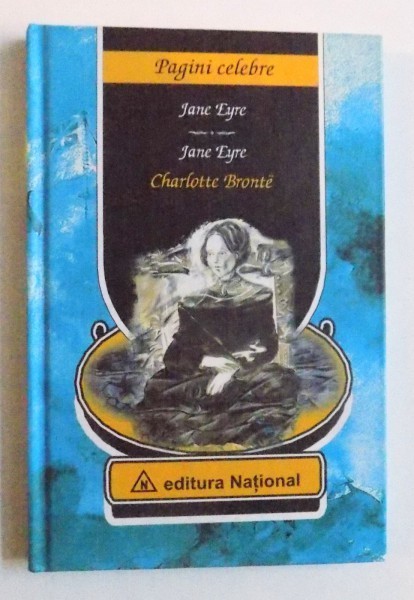 Pagini celebre
Jane Eyre
Jane Eyre
Charlotte Brontë
N editura Național